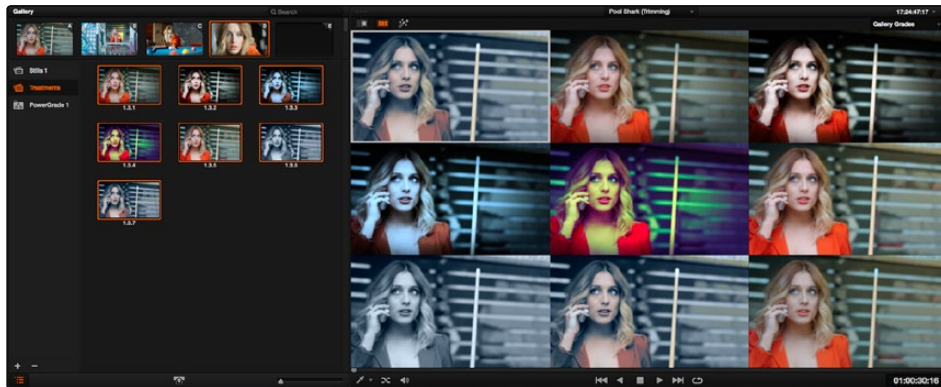 Gallery
Search
Pool Shark (Trimming)
17:24:47:17
Gallery Grades
A
B
C
D
E
Stills 1
Treatments
PowerGrade 1
1.3.1
1.3.2
1.3.3
1.3.4
1.3.5
1.3.6
1.3.7
01:00:30:16